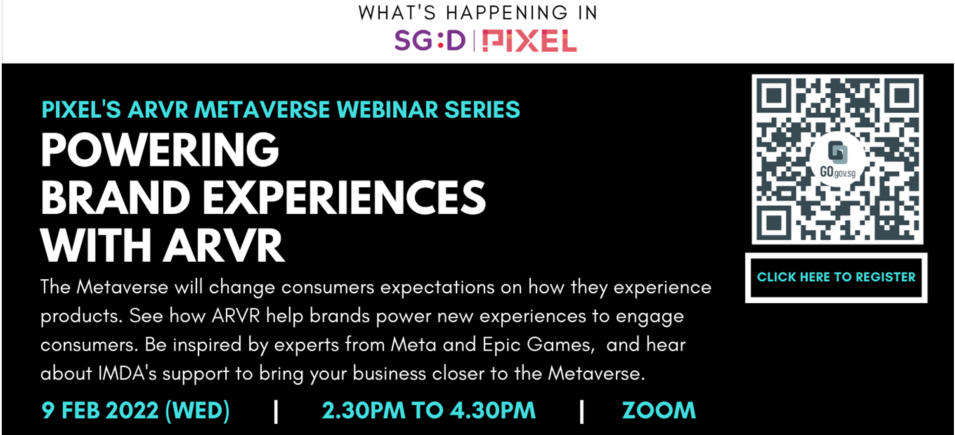 WHAT'S HAPPENING IN
SG:D | PIXEL
PIXEL'S ARVR METAVERSE WEBINAR SERIES
POWERING
BRAND EXPERIENCES
WITH ARVR
GOgov.sg
CLICK HERE TO REGISTER
The Metaverse will change consumers expectations on how they experience
products. See how ARVR help brands power new experiences to engage
consumers. Be inspired by experts from Meta and Epic Games, and hear
about IMDA's support to bring your business closer to the Metaverse.
9 FEB 2022 (WED) | 2.30PM TO 4.30PM | ZOOM